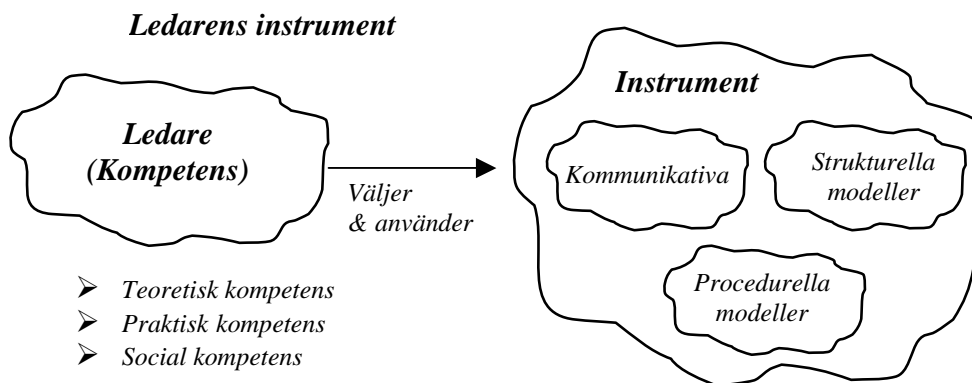 Ledarens instrument
Ledare
(Kompetens)
Väljer
& använder
Teoretisk kompetens
Praktisk kompetens
Social kompetens
Instrument
Kommunikativa
Strukturella
modeller
Procedurella
modeller